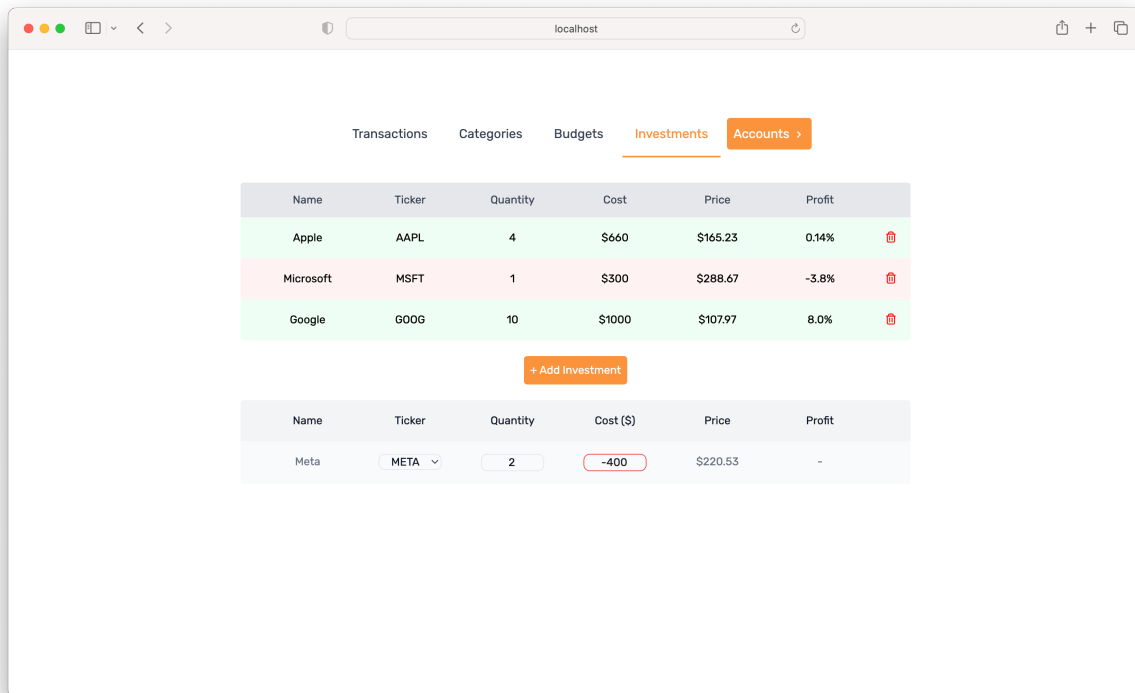 localhost
Transactions Categories Budgets Investments Accounts >
Name Ticker Quantity Cost Price Profit
Apple AAPL 4 $660 $165.23 0.14%
Microsoft MSFT 1 $300 $288.67 -3.8%
Google GOOG 10 $1000 $107.97 8.0%
+ Add Investment
Name Ticker Quantity Cost ($) Price Profit
Meta META 2 -400 $220.53 -